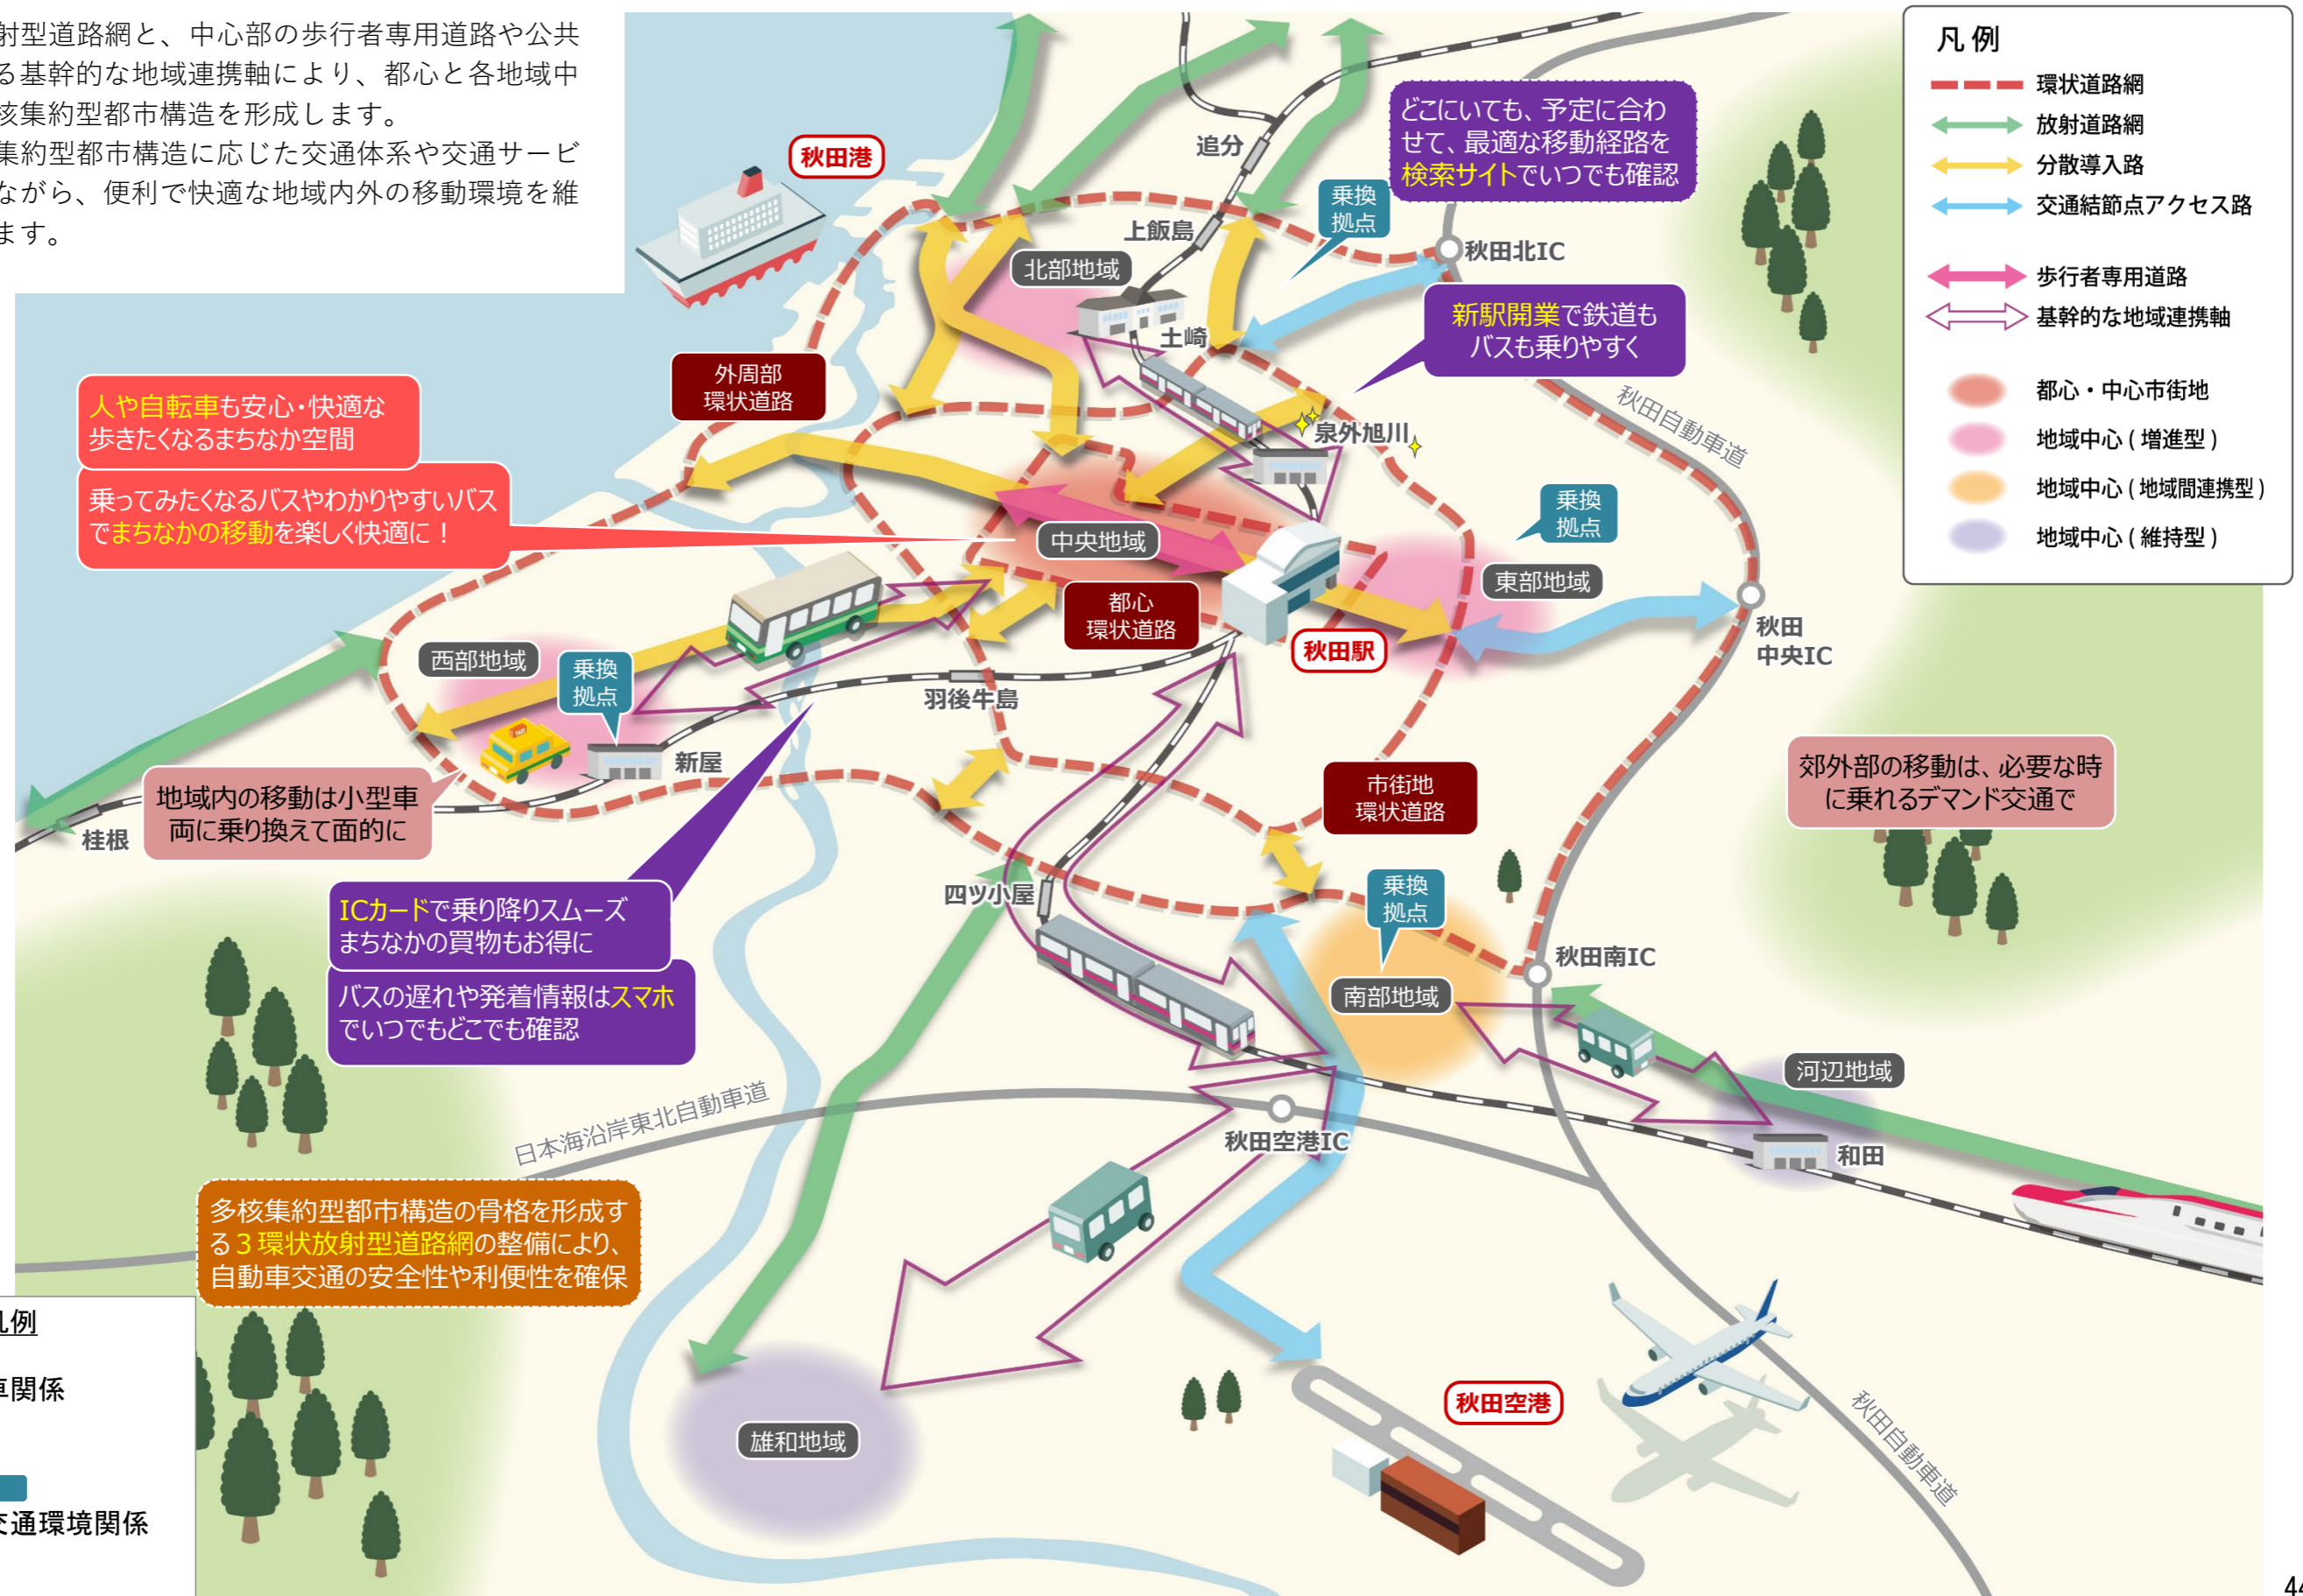 射型道路網と、中心部の歩行者専用道路や公共
る基幹的な地域連携軸により、都心と各地域中
核集約型都市構造を形成します。
集約型都市構造に応じた交通体系や交通サービ
ながら、便利で快適な地域内外の移動環境を維
ます。
凡例
環状道路網
放射道路網
分散導入路
交通結節点アクセス路
歩行者専用道路
基幹的な地域連携軸
都心・中心市街地
地域中心(増進型)
地域中心(地域間連携型)
地域中心(維持型)
どこにいても、予定に合わ
せて、最適な移動経路を
検索サイトでいつでも確認
秋田港
追分
上飯島
乗換
拠点
秋田北IC
北部地域
土崎
新駅開業で鉄道も
バスも乗りやすく
外周部
環状道路
人や自転車も安心・快適な
歩きたくなるまちなか空間
秋田自動車道
泉外旭川
乗ってみたくなるバスやわかりやすいバス
でまちなかの移動を楽しく快適に！
中央地域
乗換
拠点
東部地域
都心
環状道路
秋田駅
秋田
中央IC
西部地域
乗換
拠点
羽後牛島
新屋
地域内の移動は小型車
両に乗り換えて面的に
桂根
市街地
環状道路
郊外部の移動は、必要な時
に乗れるデマンド交通で
四ツ小屋
乗換
拠点
ICカードで乗り降りスムーズ
まちなかの買物もお得に
秋田南IC
南部地域
バスの遅れや発着情報はスマホ
でいつでもどこでも確認
河辺地域
日本海沿岸東北自動車道
秋田空港IC
和田
多核集約型都市構造の骨格を形成す
る３環状放射型道路網の整備により、
自動車交通の安全性や利便性を確保
凡例
車関係
交通環境関係
雄和地域
秋田空港
秋田自動車道
44